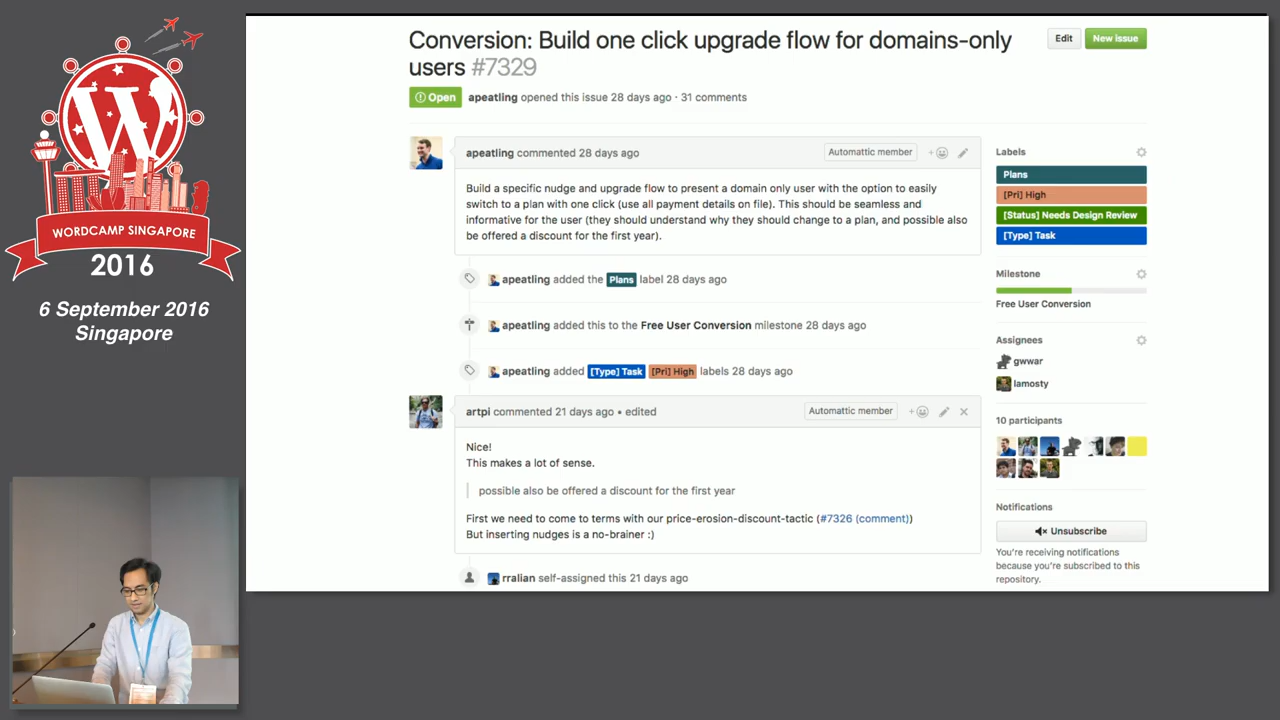 WORDCAMP SINGAPORE
2016
6 September 2016
Singapore
Conversion: Build one click upgrade flow for domains-only
users #7329
Edit
New issue
Open
apeatling opened this issue 28 days ago · 31 comments
apeatling commented 28 days ago
Automattic member
Build a specific nudge and upgrade flow to present a domain only user with the option to easily
switch to a plan with one click (use all payment details on file). This should be seamless and
informative for the user (they should understand why they should change to a plan, and possible also
be offered a discount for the first year).
apeatling added the Plans label 28 days ago
apeatling added this to the Free User Conversion milestone 28 days ago
apeatling added [Type] Task [Pri] High labels 28 days ago
artpi commented 21 days ago • edited
Automattic member
Nice!
This makes a lot of sense.
possible also be offered a discount for the first year
First we need to come to terms with our price-erosion-discount-tactic (#7326 (comment))
But inserting nudges is a no-brainer :)
rralian self-assigned this 21 days ago
Labels
Plans
[Pri] High
[Status] Needs Design Review
[Type] Task
Milestone
Free User Conversion
Assignees
gwwar
lamosty
10 participants
Notifications
Unsubscribe
You're receiving notifications
because you're subscribed to this
repository.